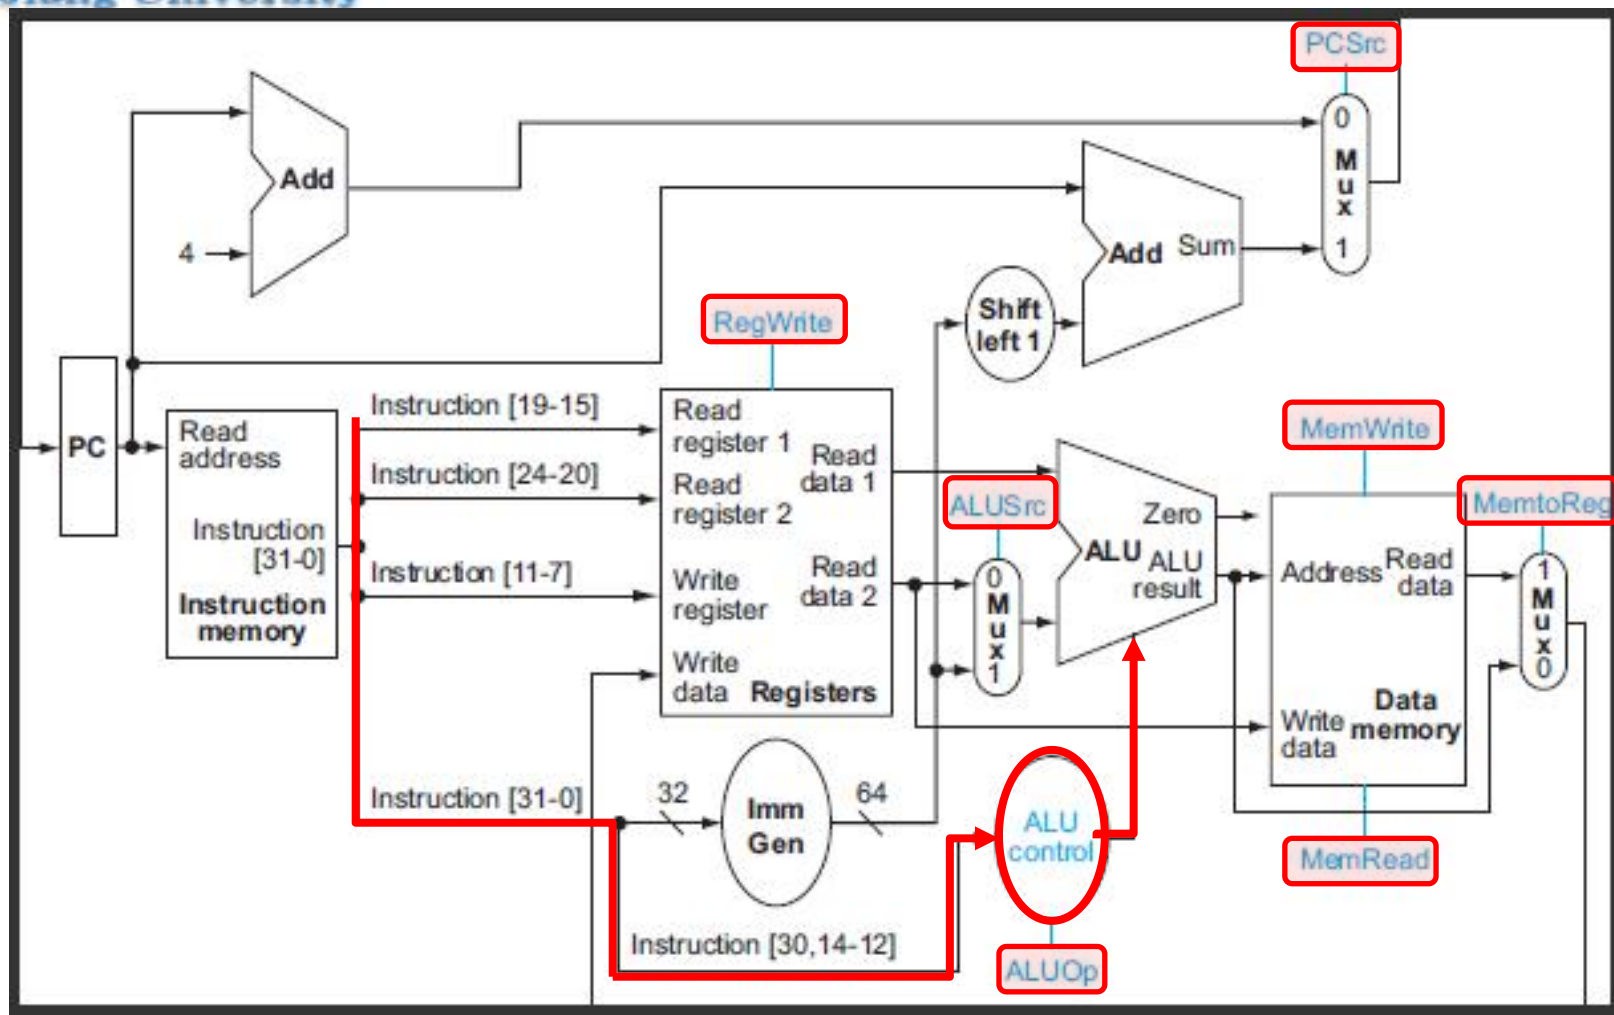 PCSrc
0
Mux
1
Add
4
Add Sum
Shift
left 1
RegWrite
PC
Read
address
Instruction
[31-0]
Instruction
memory
Instruction [19-15]
Instruction [24-20]
Instruction [11-7]
Instruction [31-0]
Read
register 1
Read
register 2
Write
register
Write
data
Read
data 1
Read
data 2
Registers
ALUSrc
0
Mux
1
Zero
ALU
ALU
result
MemWrite
MemtoReg
Address
Read
data
Write
data
Data
memory
1
Mux
0
MemRead
32
Imm
Gen
64
ALU
control
Instruction [30,14-12]
ALUOp